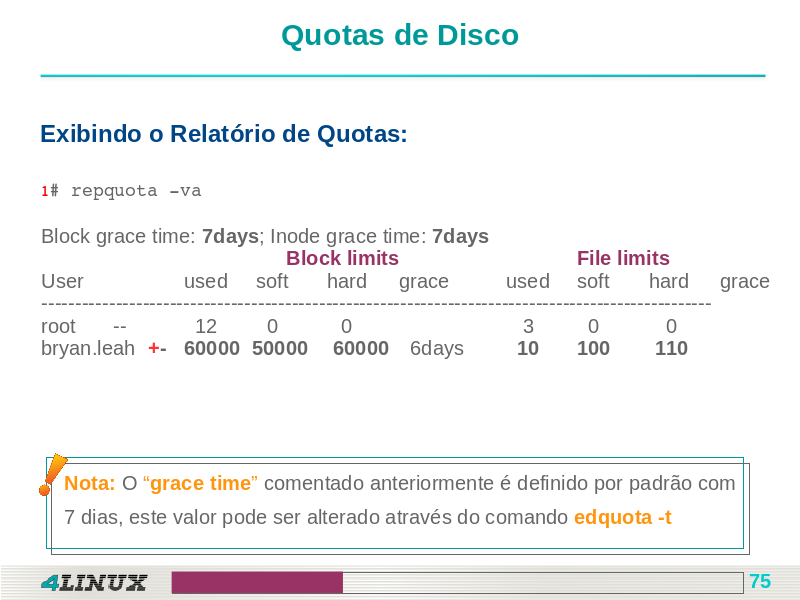 Quotas de Disco
Exibindo o Relatório de Quotas:
1# repquota –va
Block grace time: 7days; Inode grace time: 7days
Block limits File limits
User used soft hard grace used soft hard grace
----------------------------------------------------------------------------------------------------
root -- 12 0 0 3 0 0
bryan.leah +- 60000 50000 60000 6days 10 100 110
Nota: O “grace time” comentado anteriormente é definido por padrão com
7 dias, este valor pode ser alterado através do comando edquota -t
4LINUX 75